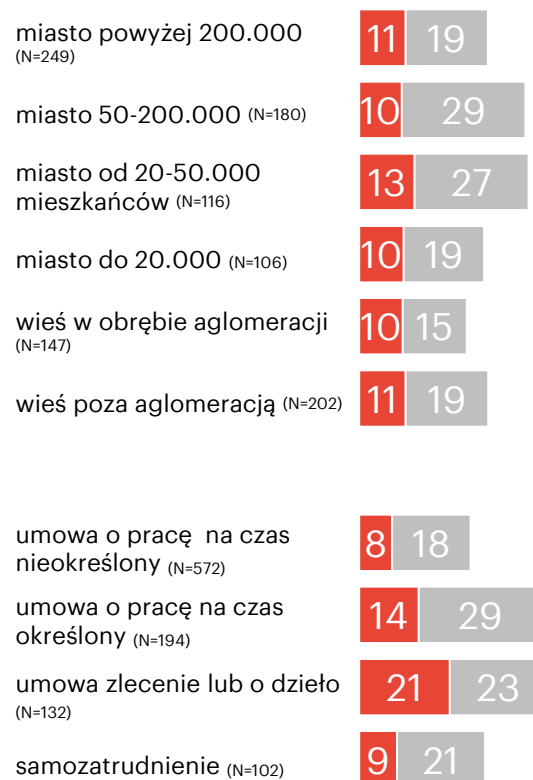 miasto powyżej 200.000
(N=249)
11 19
miasto 50-200.000 (N=180)
10 29
miasto od 20-50.000
mieszkańców (N=116)
13 27
miasto do 20.000 (N=106)
10 19
wieś w obrębie aglomeracji
(N=147)
10 15
wieś poza aglomeracją (N=202)
11 19
umowa o pracę na czas
nieokreślony (N=572)
8 18
umowa o pracę na czas
określony (N=194)
14 29
umowa zlecenie lub o dzieło
(N=132)
21 23
samozatrudnienie (N=102)
9 21